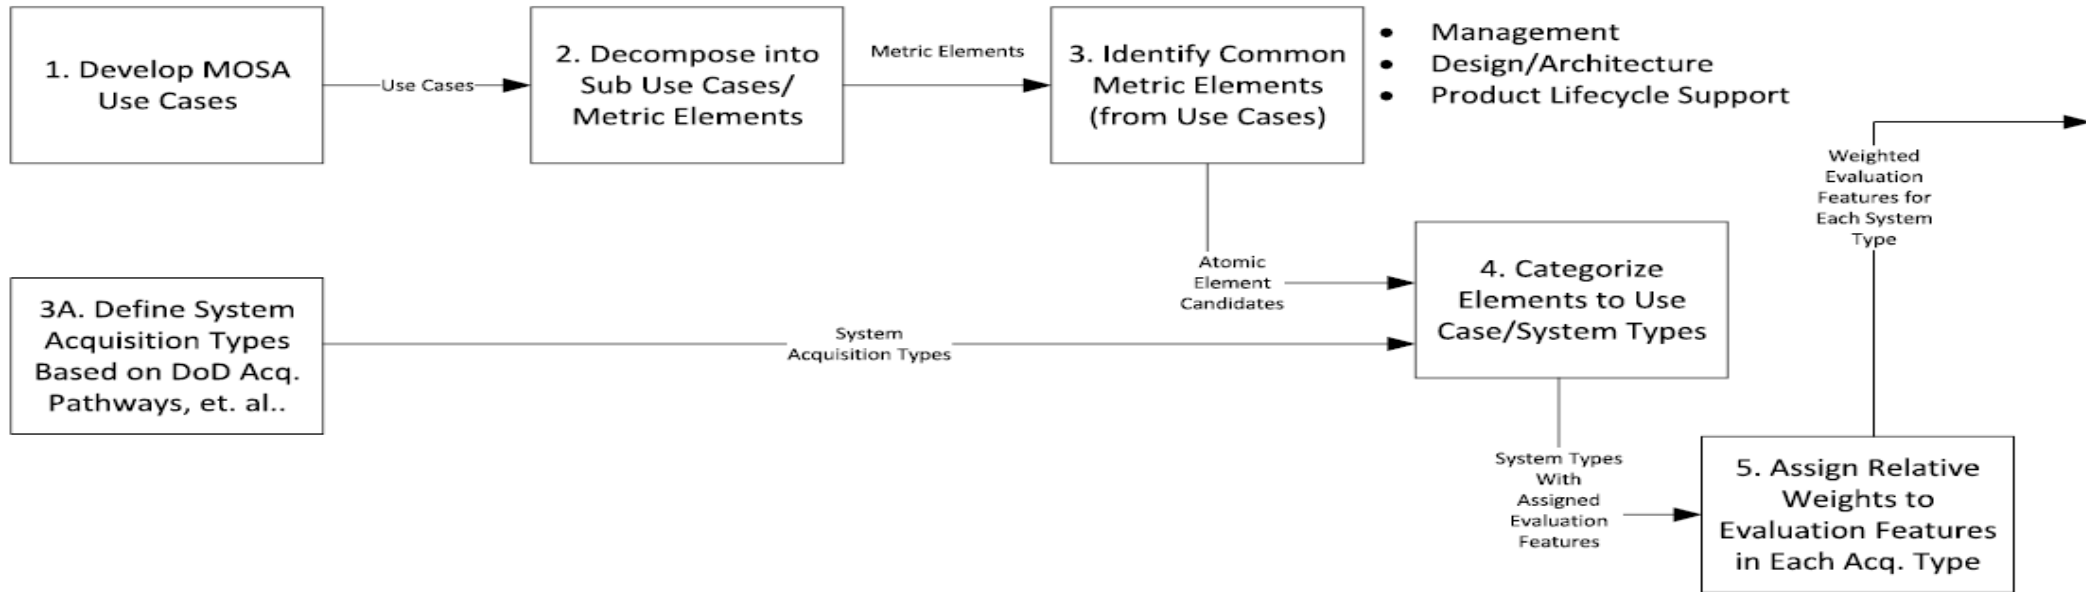 1. Develop MOSA
Use Cases
Use Cases
2. Decompose into
Sub Use Cases/
Metric Elements
Metric Elements
3. Identify Common
Metric Elements
(from Use Cases)
• Management
• Design/Architecture
• Product Lifecycle Support
Weighted
Evaluation
Features for
Each System
Type
Atomic
Element
Candidates
3A. Define System
Acquisition Types
Based on DoD Acq.
Pathways, et. al..
System
Acquisition Types
4. Categorize
Elements to Use
Case/System Types
System Types
With
Assigned
Evaluation
Features
5. Assign Relative
Weights to
Evaluation Features
in Each Acq. Type